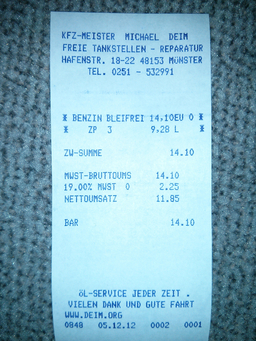 KFZ-MEISTER MICHAEL DEIM
FREIE TANKSTELLEN - REPARATUR
HAFENSTR. 18-22 48153 MÜNSTER
TEL. 0251 - 532991
* BENZIN BLEIFREI 14,10EU 0 *
* ZP 3 9,28 L *
ZW-SUMME 14.10
MWST-BRUTTOUMS 14.10
19.00% MWST 0 2.25
NETTOUMSATZ 11.85
BAR 14.10
ÖL-SERVICE JEDER ZEIT .
VIELEN DANK UND GUTE FAHRT
WWW.DEIM.ORG
0848 05.12.12 0002 0001